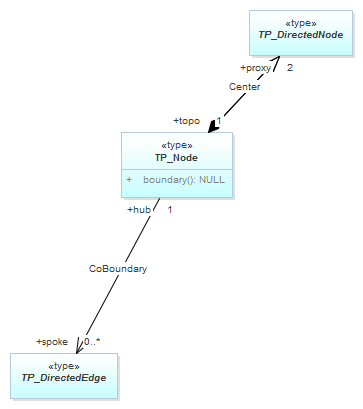 «type»
TP_DirectedNode
+proxy 2
Center
+topo 1
«type»
TP_Node
+ boundary(): NULL
+hub 1
CoBoundary
+spoke 0..*
«type»
TP_DirectedEdge